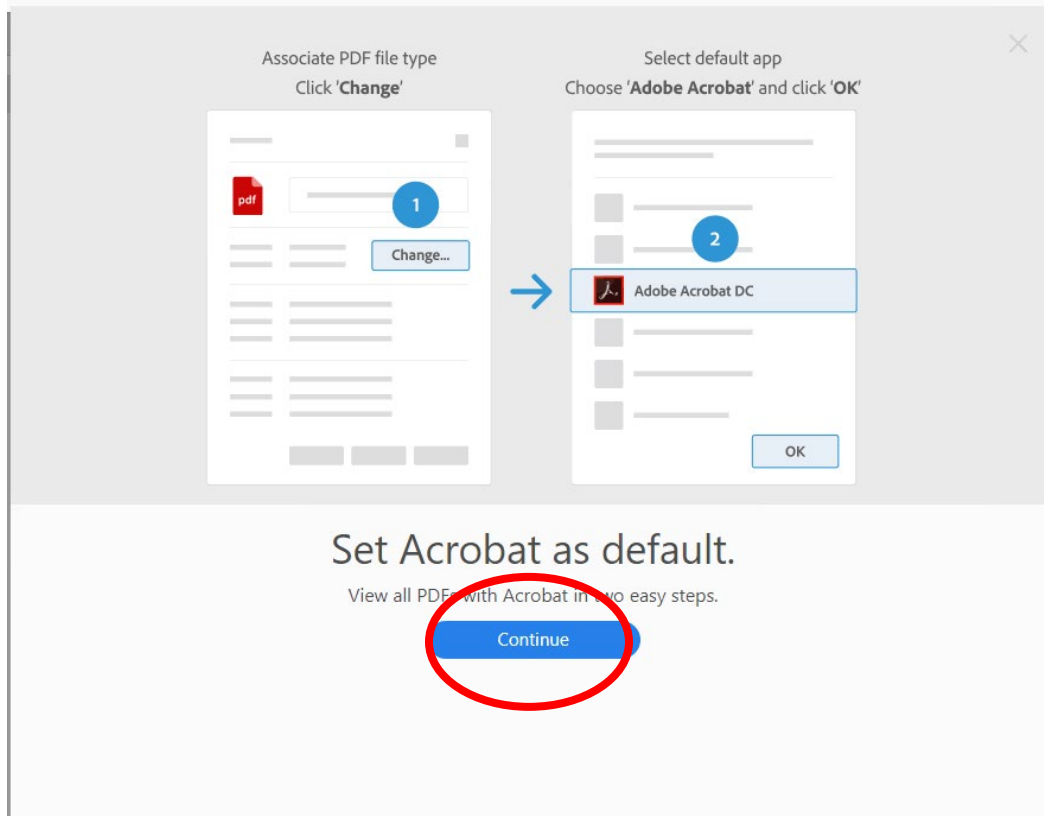 Associate PDF file type
Click 'Change'
Select default app
Choose 'Adobe Acrobat' and click 'OK'
pdf
1
Change...
2
Adobe Acrobat DC
OK
Set Acrobat as default.
View all PDFs with Acrobat in two easy steps.
Continue